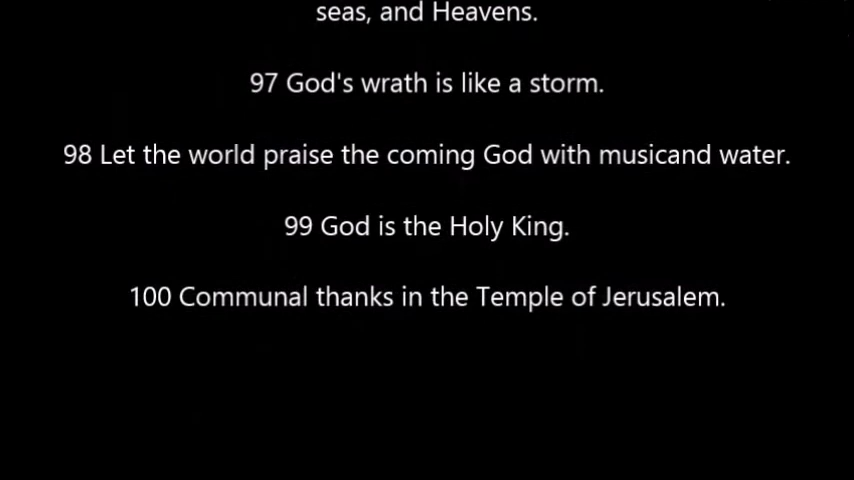 seas, and Heavens.
97 God's wrath is like a storm.
98 Let the world praise the coming God with musicand water.
99 God is the Holy King.
100 Communal thanks in the Temple of Jerusalem.